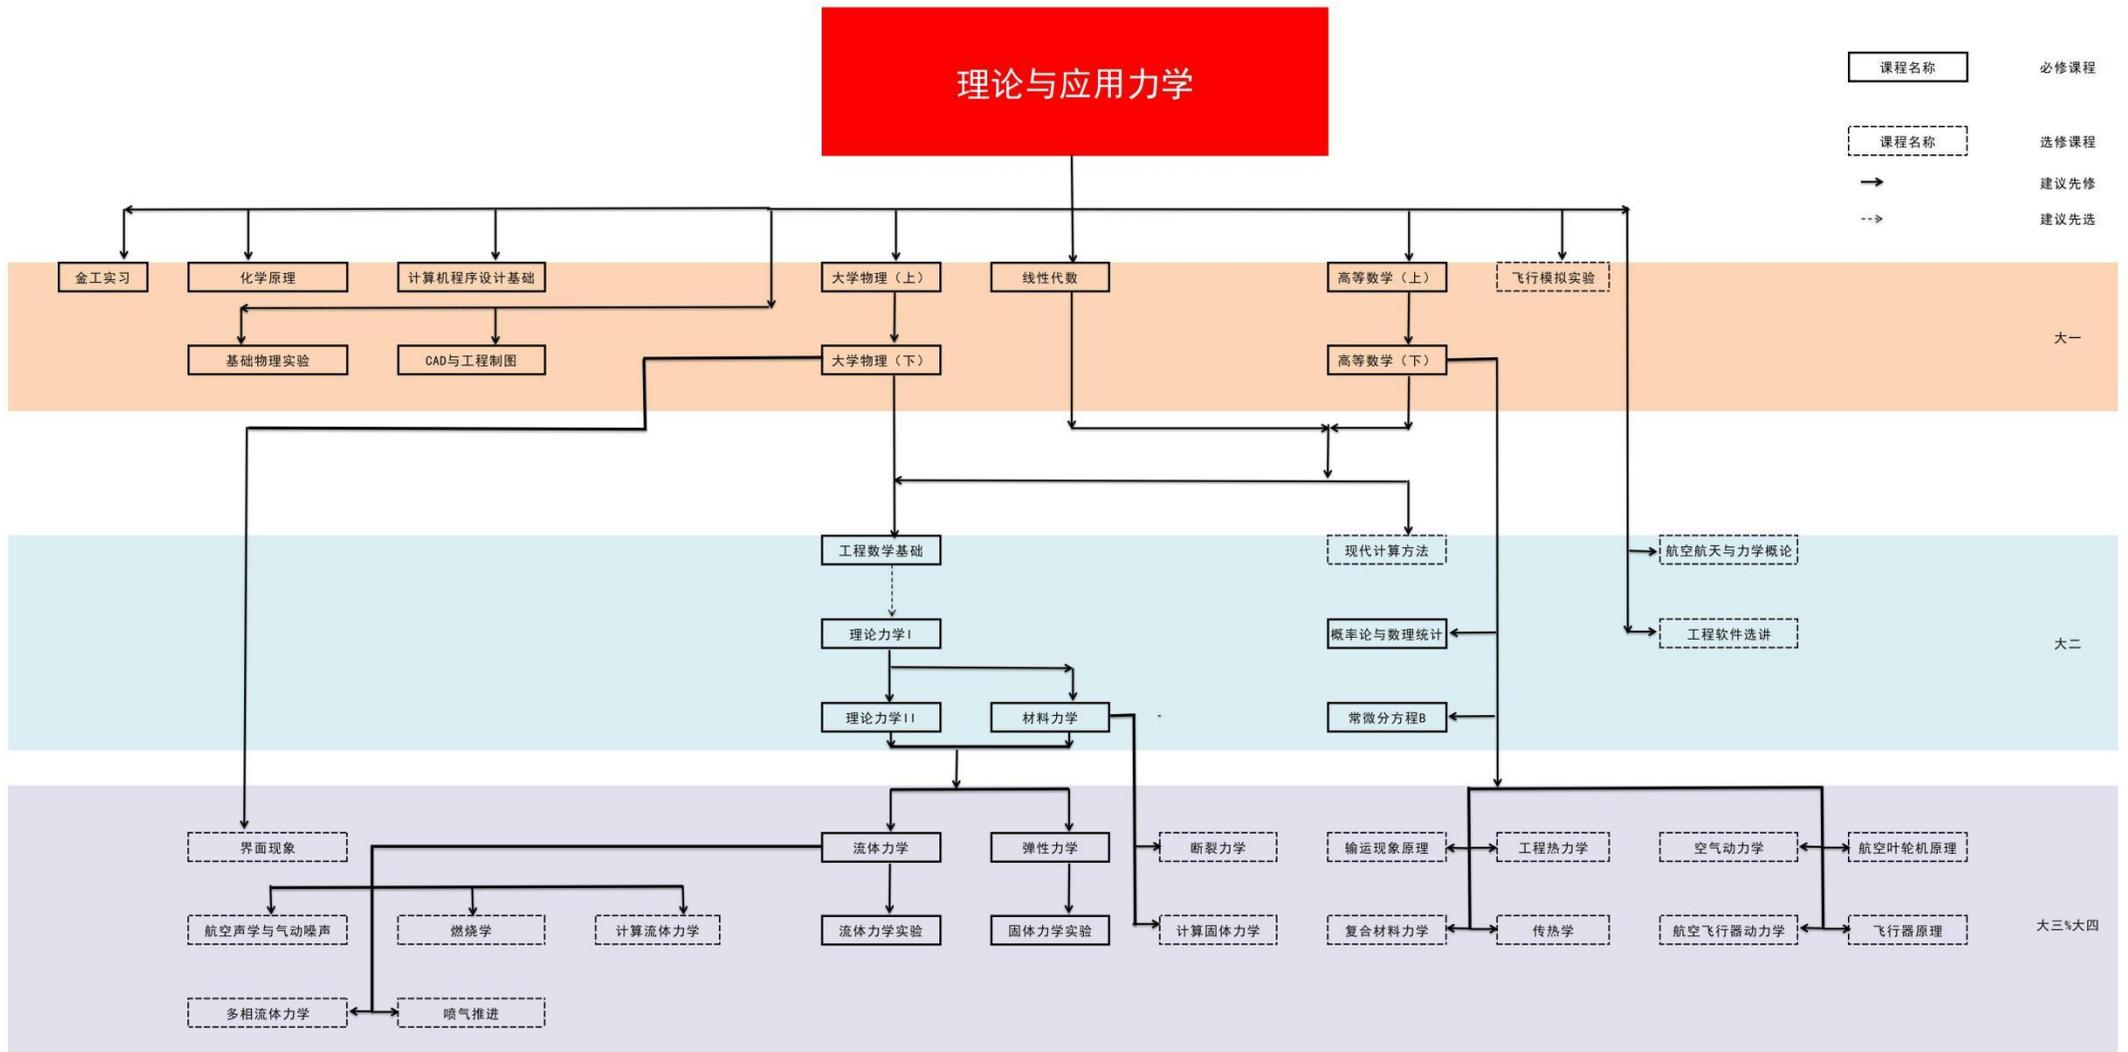 理论与应用力学
课程名称
必修课程
课程名称
选修课程
建议先修
建议先选
金工实习
化学原理
计算机程序设计基础
大学物理（上）
线性代数
高等数学（上）
飞行模拟实验
大一
基础物理实验
CAD与工程制图
大学物理（下）
高等数学（下）
工程数学基础
现代计算方法
航空航天与力学概论
理论力学I
概率论与数理统计
工程软件选讲
大二
理论力学II
材料力学
常微分方程B
界面现象
流体力学
弹性力学
断裂力学
输运现象原理
工程热力学
空气动力学
航空叶轮机原理
航空声学与气动噪声
燃烧学
计算流体力学
流体力学实验
固体力学实验
计算固体力学
复合材料力学
传热学
航空飞行器动力学
飞行器原理
大三%大四
多相流体力学
喷气推进